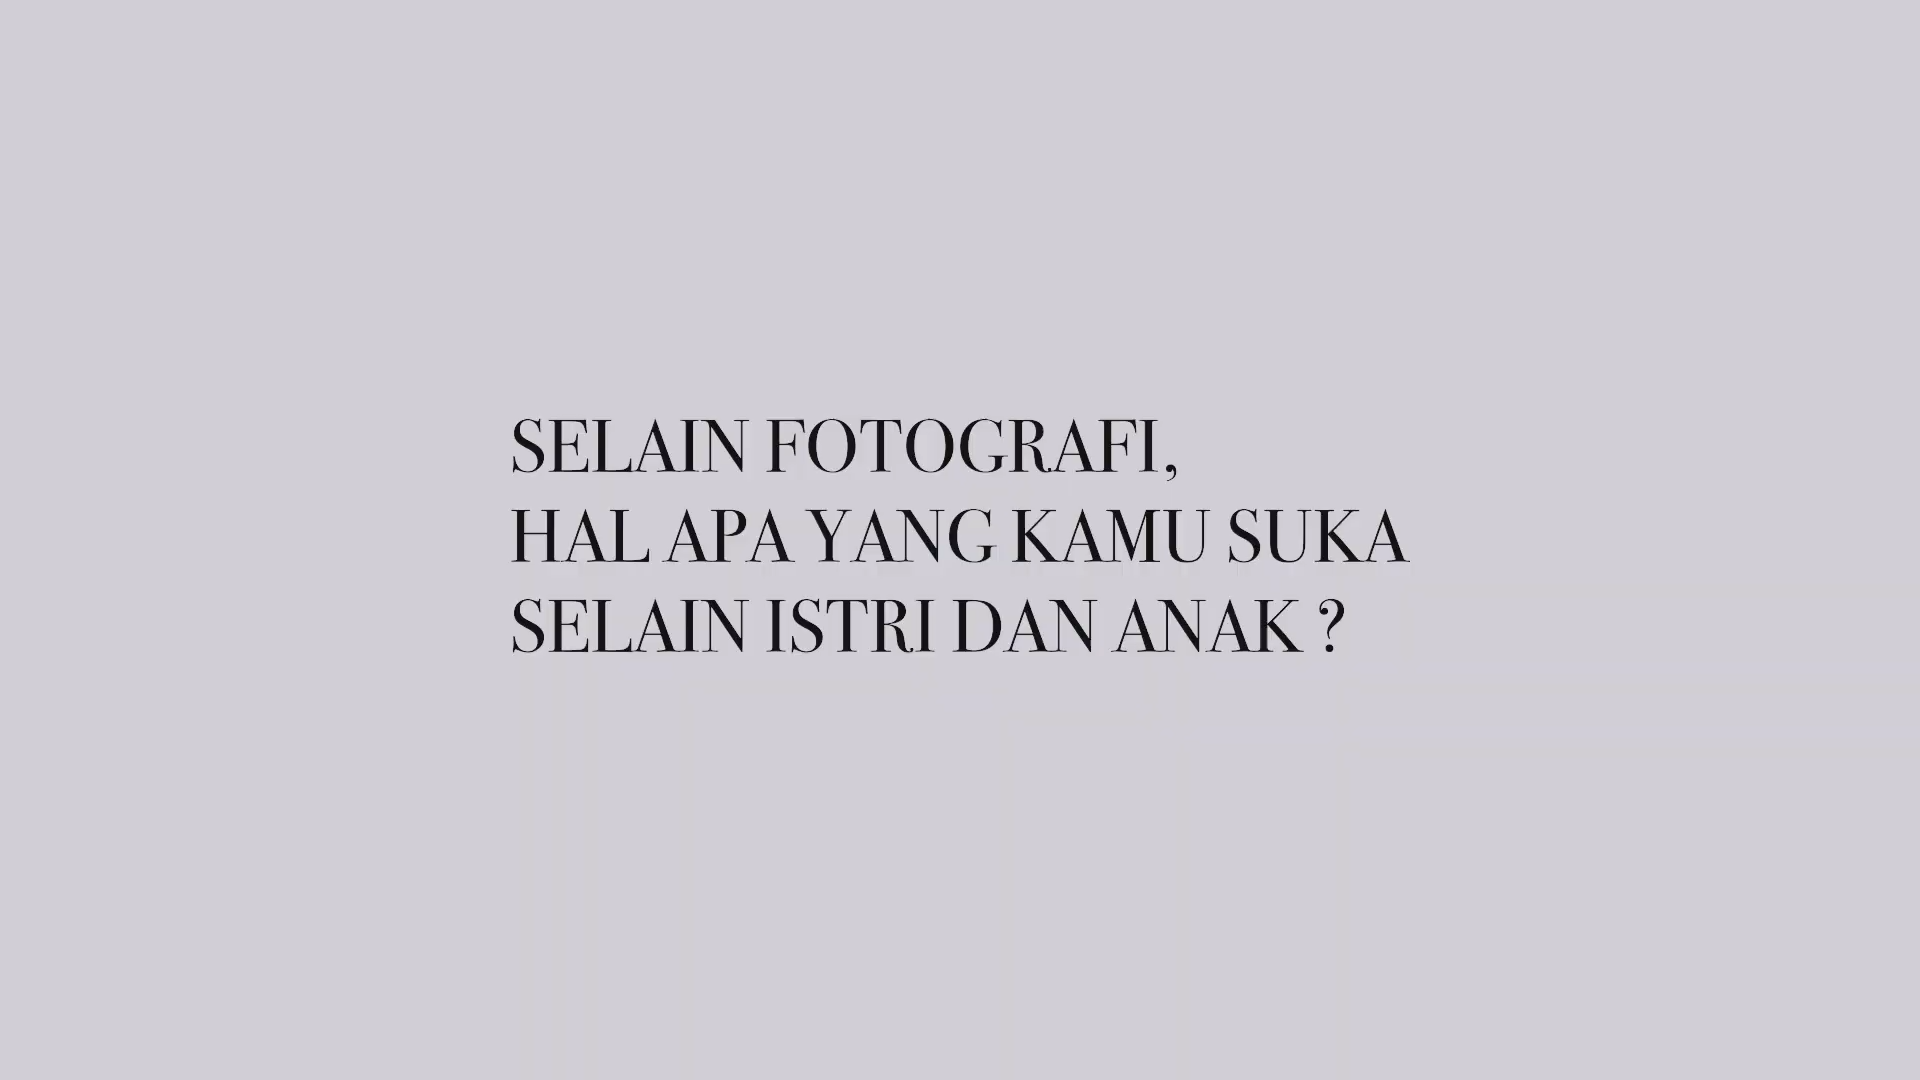 SELAIN FOTOGRAFI,
HAL APA YANG KAMU SUKA
SELAIN ISTRI DAN ANAK ?